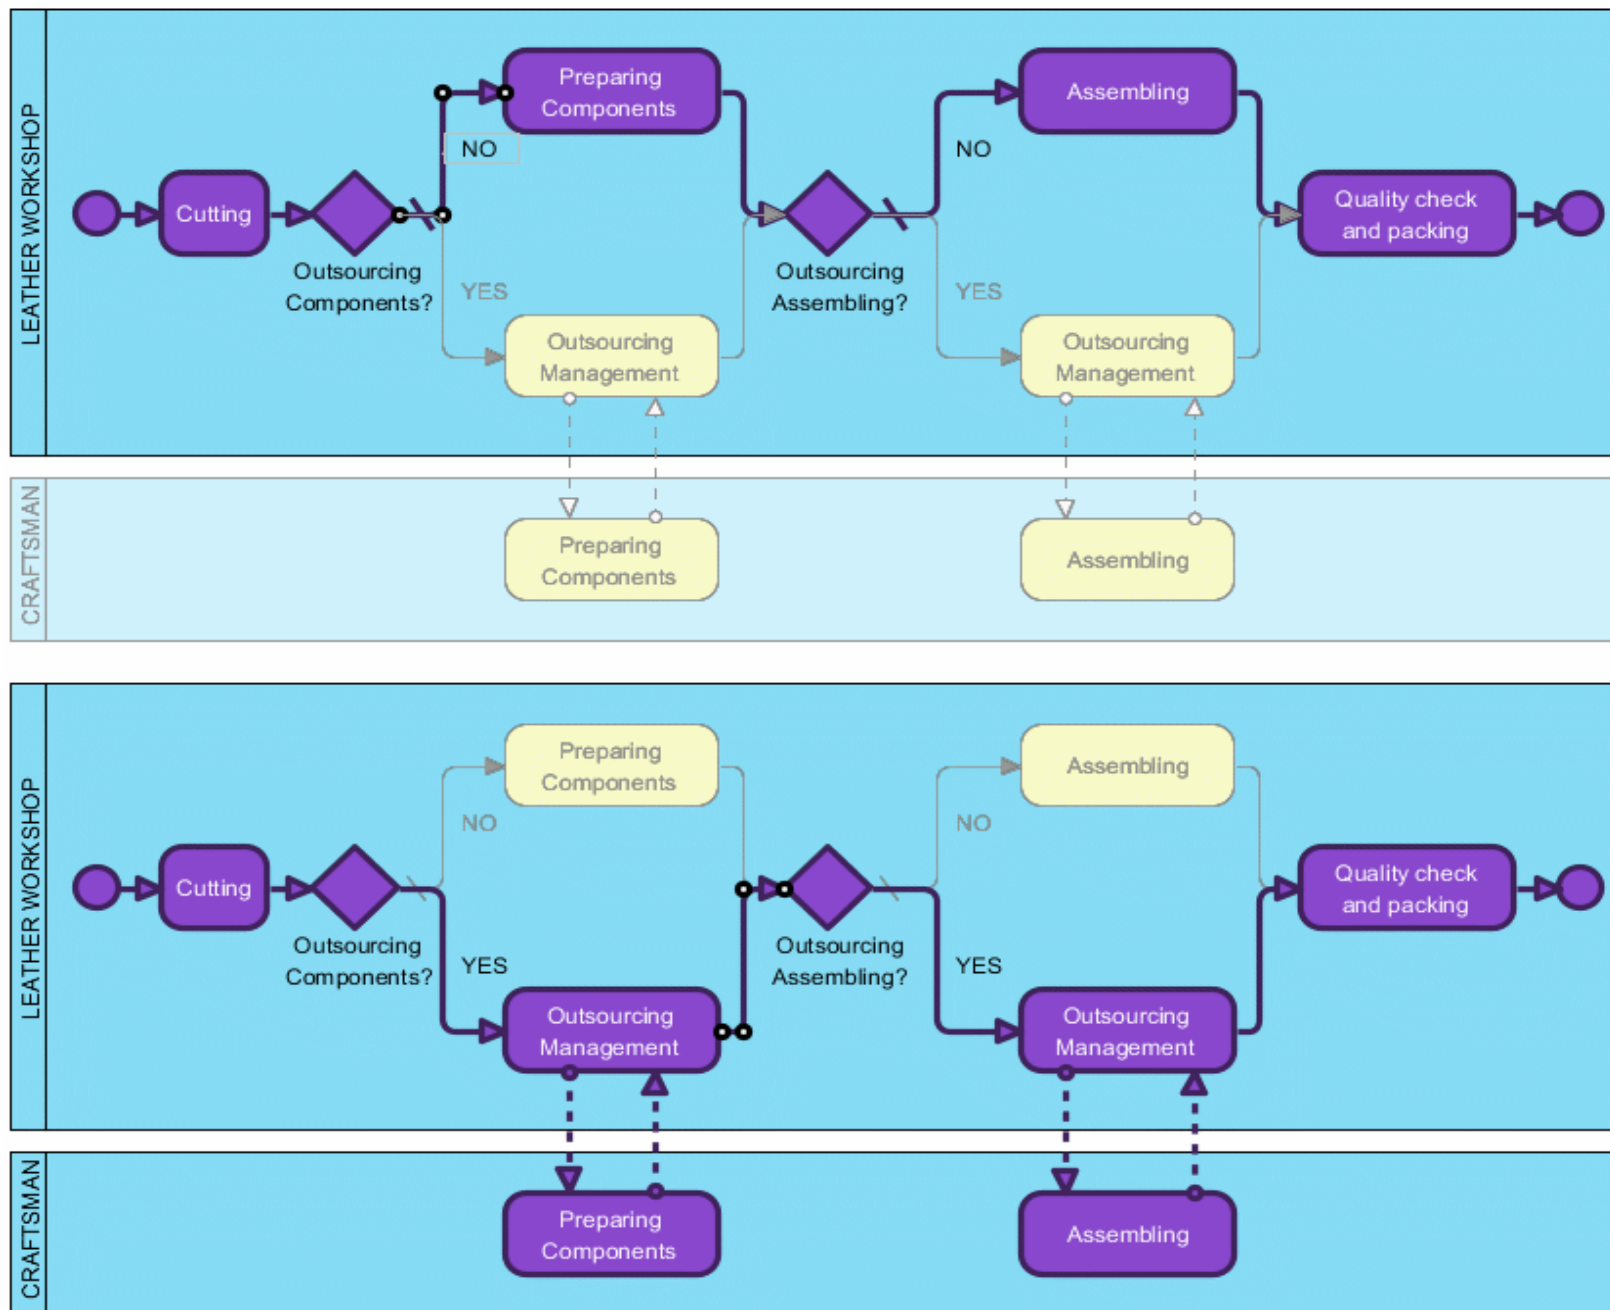 LEATHER WORKSHOP
Preparing
Components
Assembling
NO
NO
Cutting
Quality check
and packing
Outsourcing
Components?
Outsourcing
Assembling?
YES
YES
Outsourcing
Management
Outsourcing
Management
CRAFTSMAN
Preparing
Components
Assembling
LEATHER WORKSHOP
Preparing
Components
Assembling
NO
NO
Cutting
Quality check
and packing
Outsourcing
Components?
Outsourcing
Assembling?
YES
YES
Outsourcing
Management
Outsourcing
Management
CRAFTSMAN
Preparing
Components
Assembling